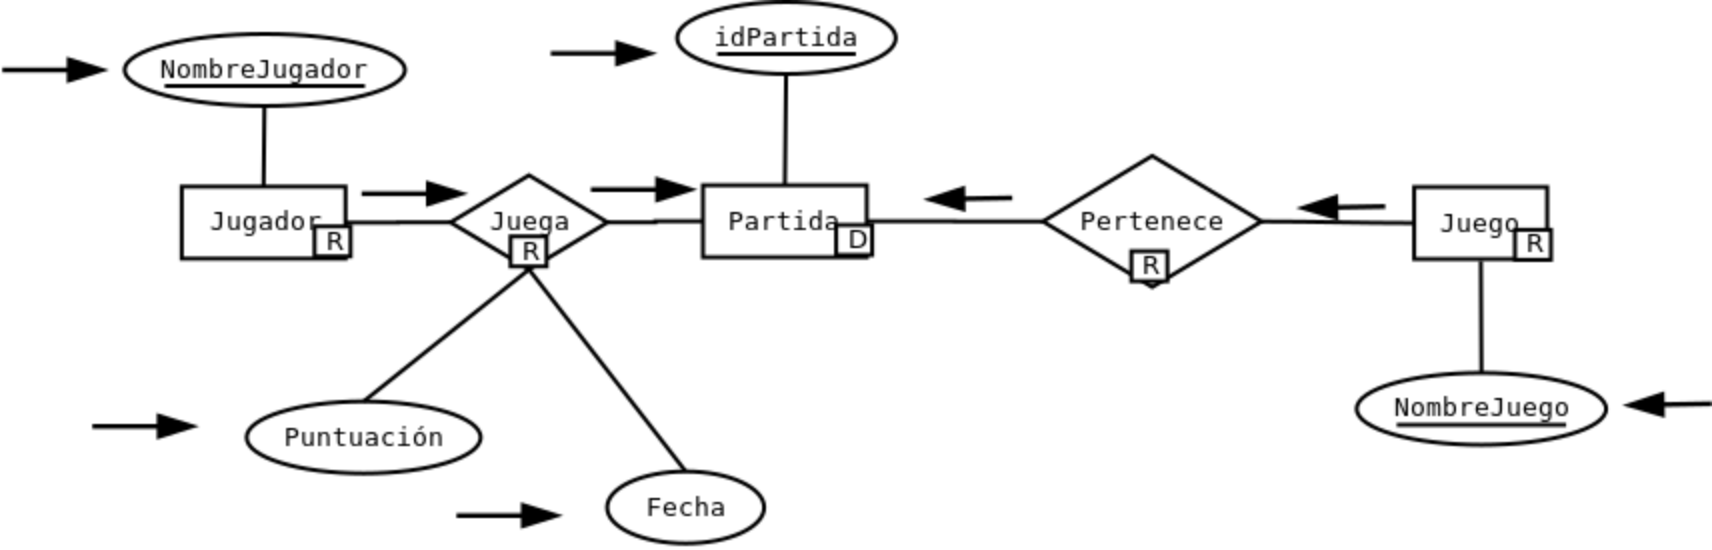 idPartida
NombreJugador
Jugador
R
Juega
R
Partida
D
Pertenece
R
Juego
R
Puntuación
NombreJuego
Fecha